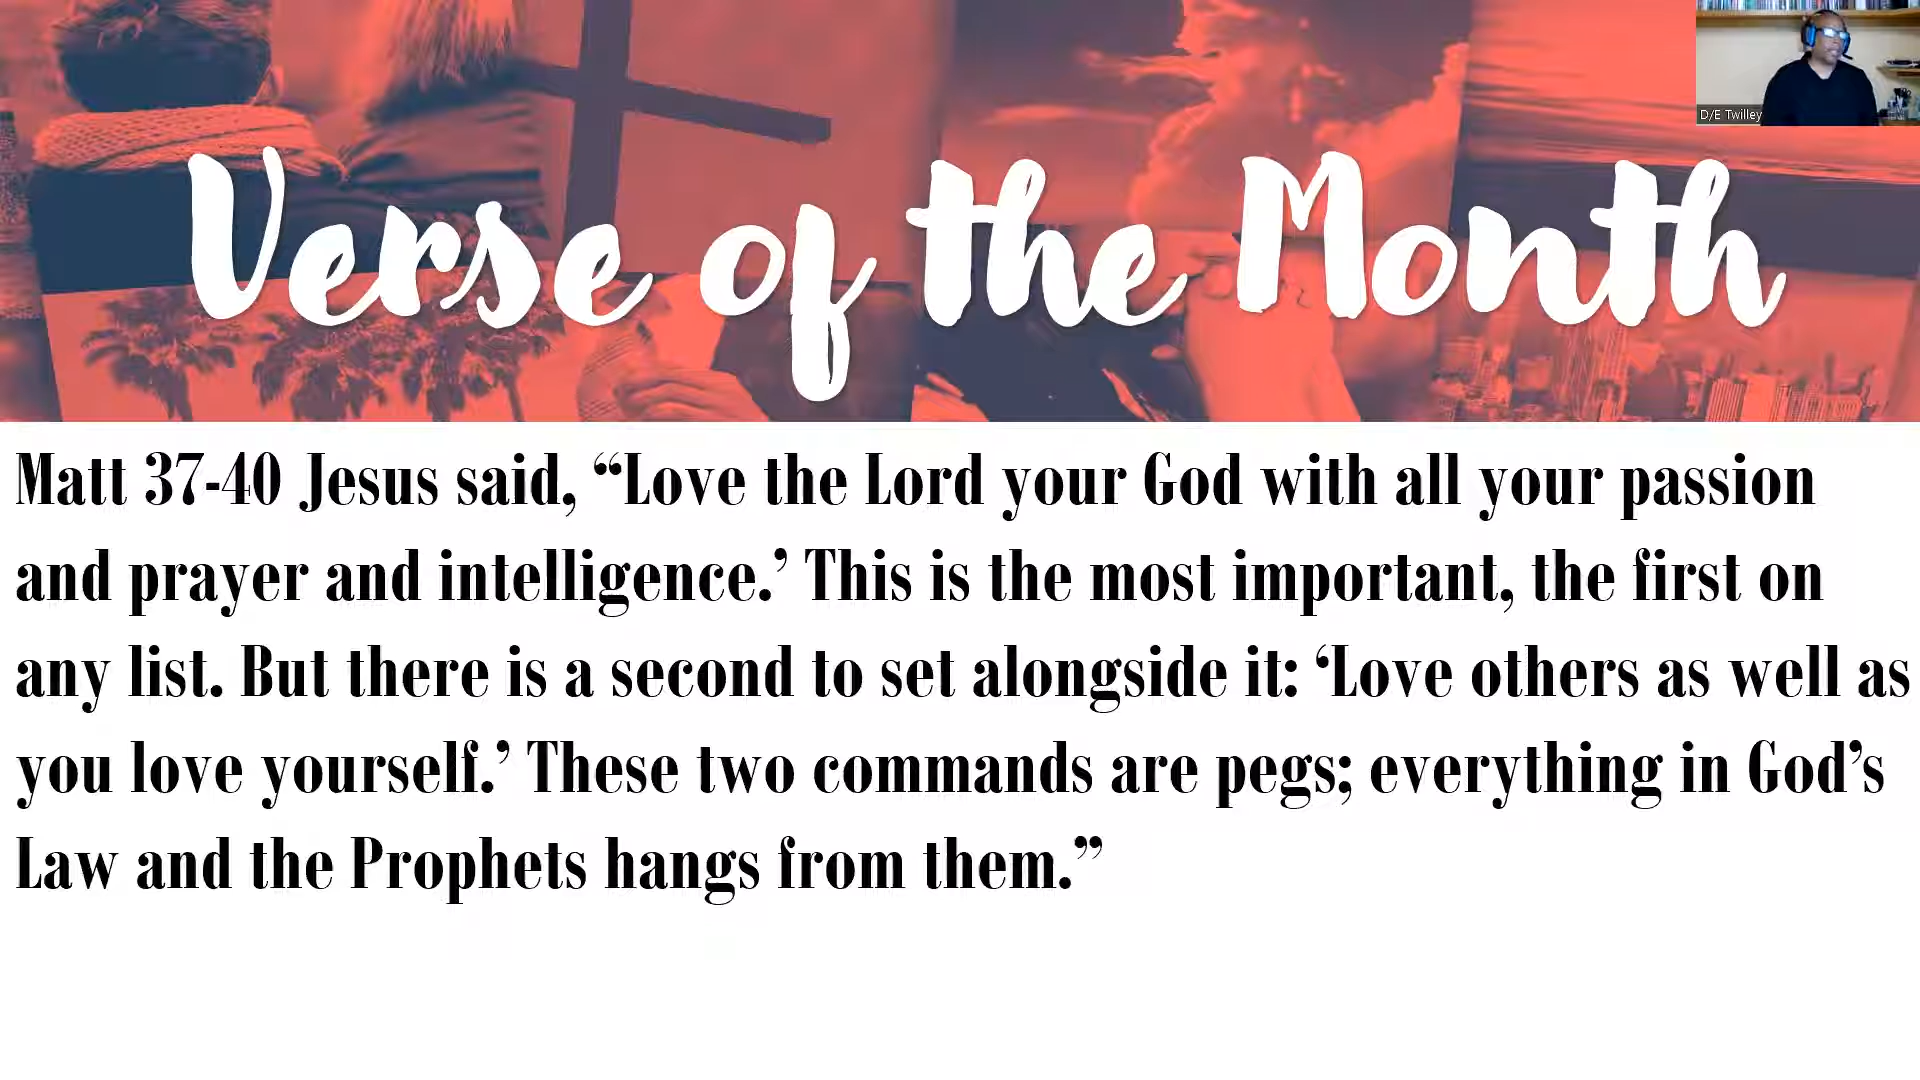 D/E Twilley
Verse of the Month
Matt 37-40 Jesus said, “Love the Lord your God with all your passion
and prayer and intelligence.’ This is the most important, the first on
any list. But there is a second to set alongside it: ‘Love others as well as
you love yourself.’ These two commands are pegs; everything in God’s
Law and the Prophets hangs from them.”